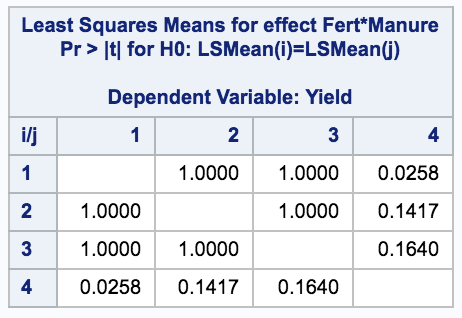 Least Squares Means for effect Fert*Manure
Pr > |t| for H0: LSMean(i)=LSMean(j)
Dependent Variable: Yield
i/j 1 2 3 4
1 1.0000 1.0000 0.0258
2 1.0000 1.0000 0.1417
3 1.0000 1.0000 0.1640
4 0.0258 0.1417 0.1640